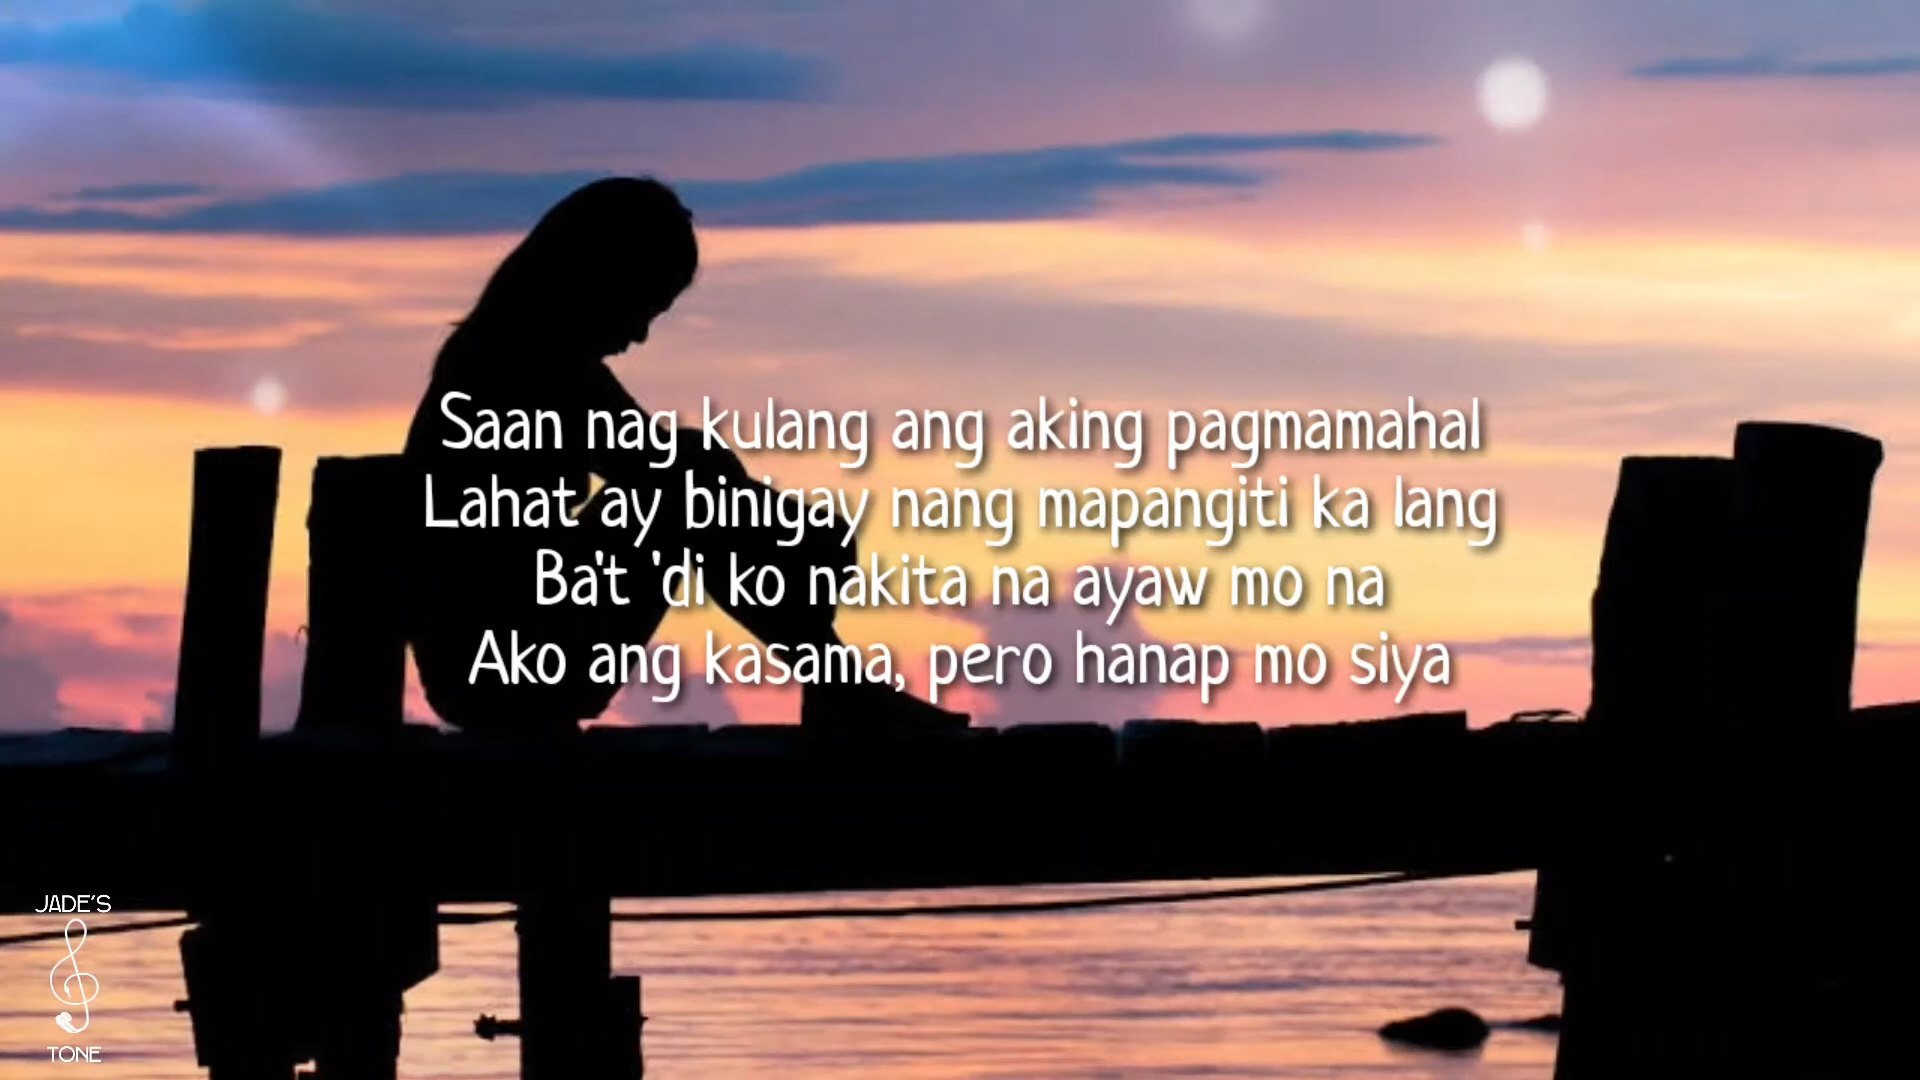 Saan nag kulang ang aking pagmamahal
Lahat ay binigay nang mapangiti ka lang
Ba't 'di ko nakita na ayaw mo na
Ako ang kasama, pero hanap mo siya
JADE'S
TONE